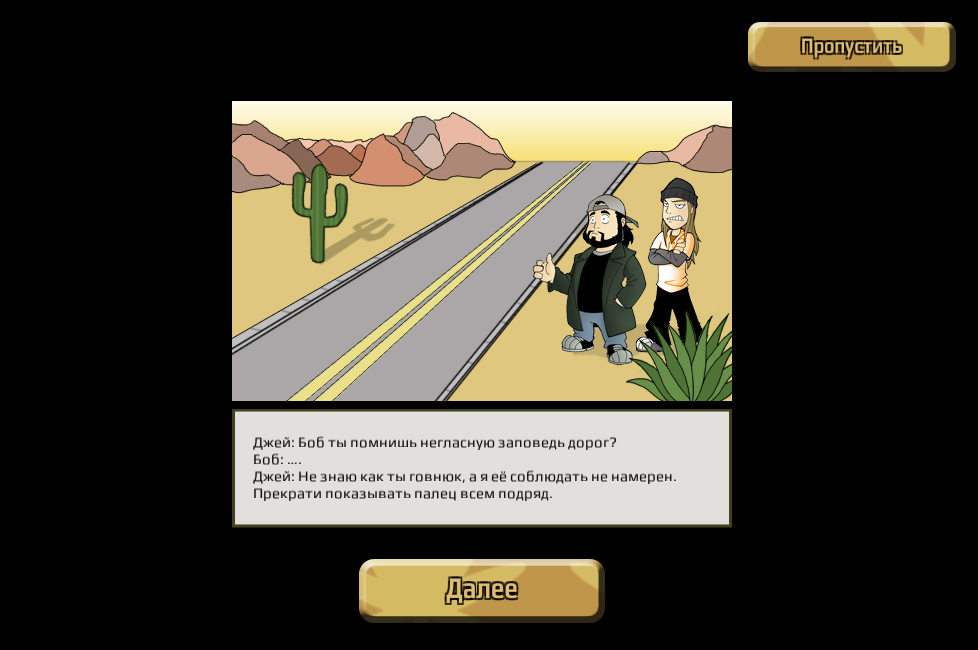 Пропустить
Джей: Боб ты помнишь негласную заповедь дорог?
Боб: ....
Джей: Не знаю как ты говнюк, а я её соблюдать не намерен.
Прекрати показывать палец всем подряд.
Далее